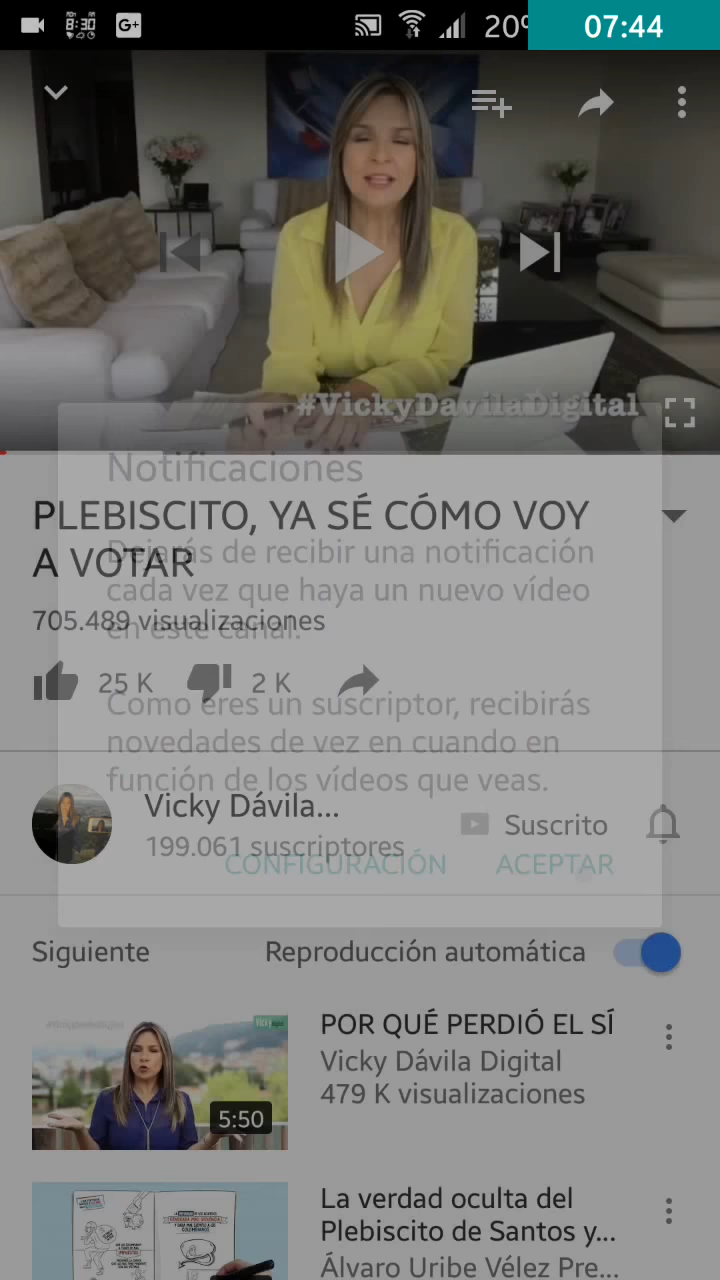 8:30
G+
20
07:44
#VickyDávilaDigital
Notificaciones
PLEBISCITO, YA SÉ CÓMO VOY
A VOTAR
Dejarás de recibir una notificación
cada vez que haya un nuevo vídeo
en este canal.
705.489 visualizaciones
25 K
2 K
Como eres un suscriptor, recibirás
novedades de vez en cuando en
función de los vídeos que veas.
Vicky Dávila...
199.061 suscriptores
Suscrito
CONFIGURACIÓN
ACEPTAR
Siguiente
Reproducción automática
5:50
POR QUÉ PERDIÓ EL SÍ
Vicky Dávila Digital
479 K visualizaciones
La verdad oculta del
Plebiscito de Santos y...
Álvaro Uribe Vélez Pre...